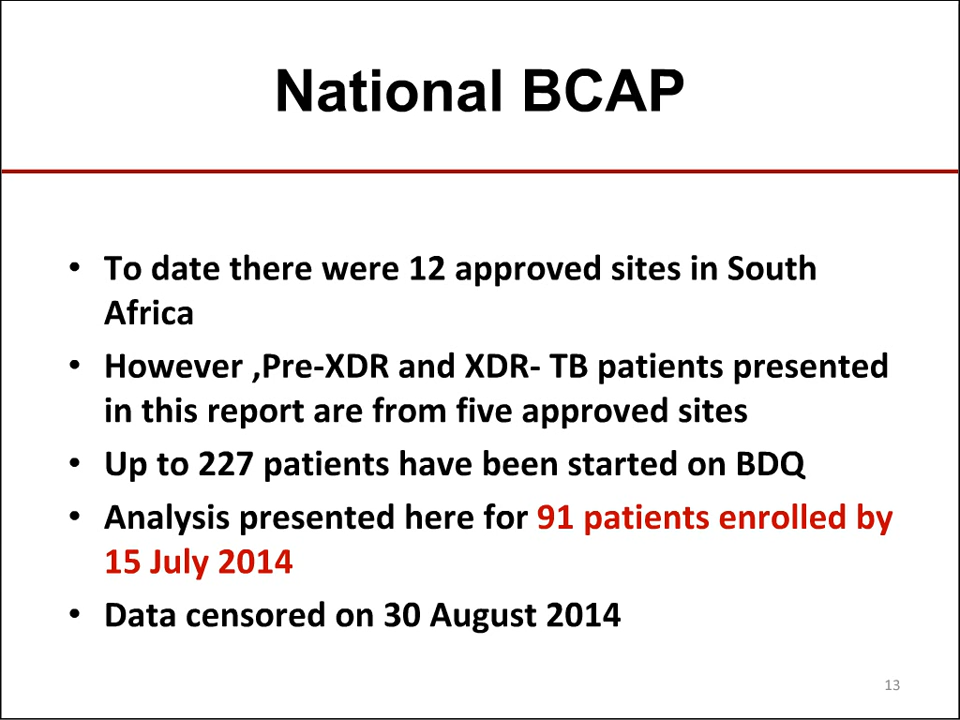 National BCAP
• To date there were 12 approved sites in South
Africa
• However ,Pre-XDR and XDR- TB patients presented
in this report are from five approved sites
• Up to 227 patients have been started on BDQ
• Analysis presented here for 91 patients enrolled by
15 July 2014
• Data censored on 30 August 2014
13